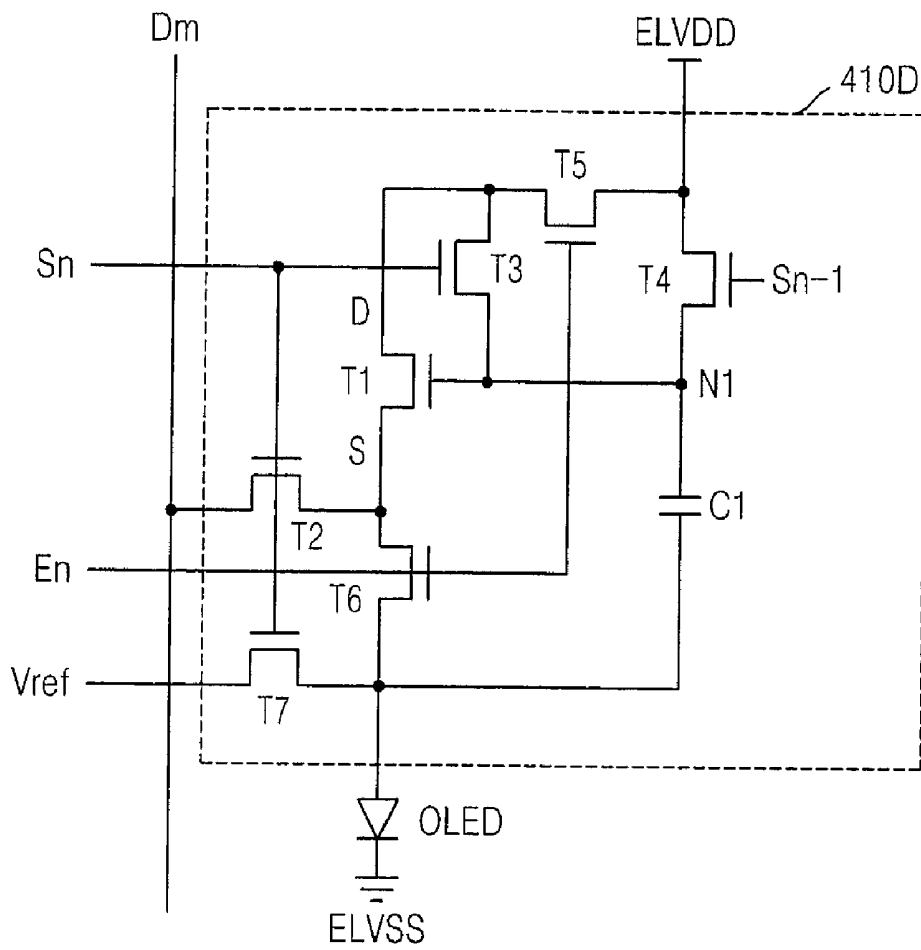 Dm
ELVDD
410D
T5
Sn
T3
T4
Sn-1
D
T1
N1
S
C1
T2
En
T6
Vref
T7
OLED
ELVSS